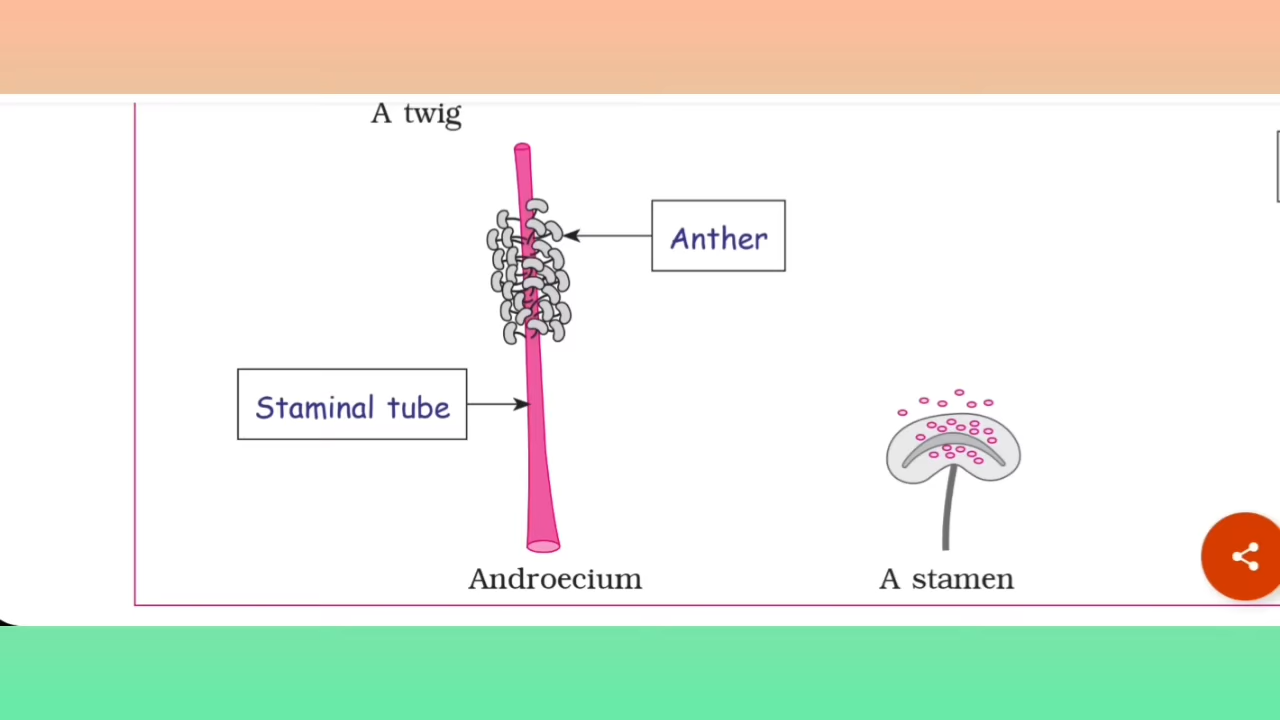 A twig
Anther
Staminal tube
Androecium
A stamen